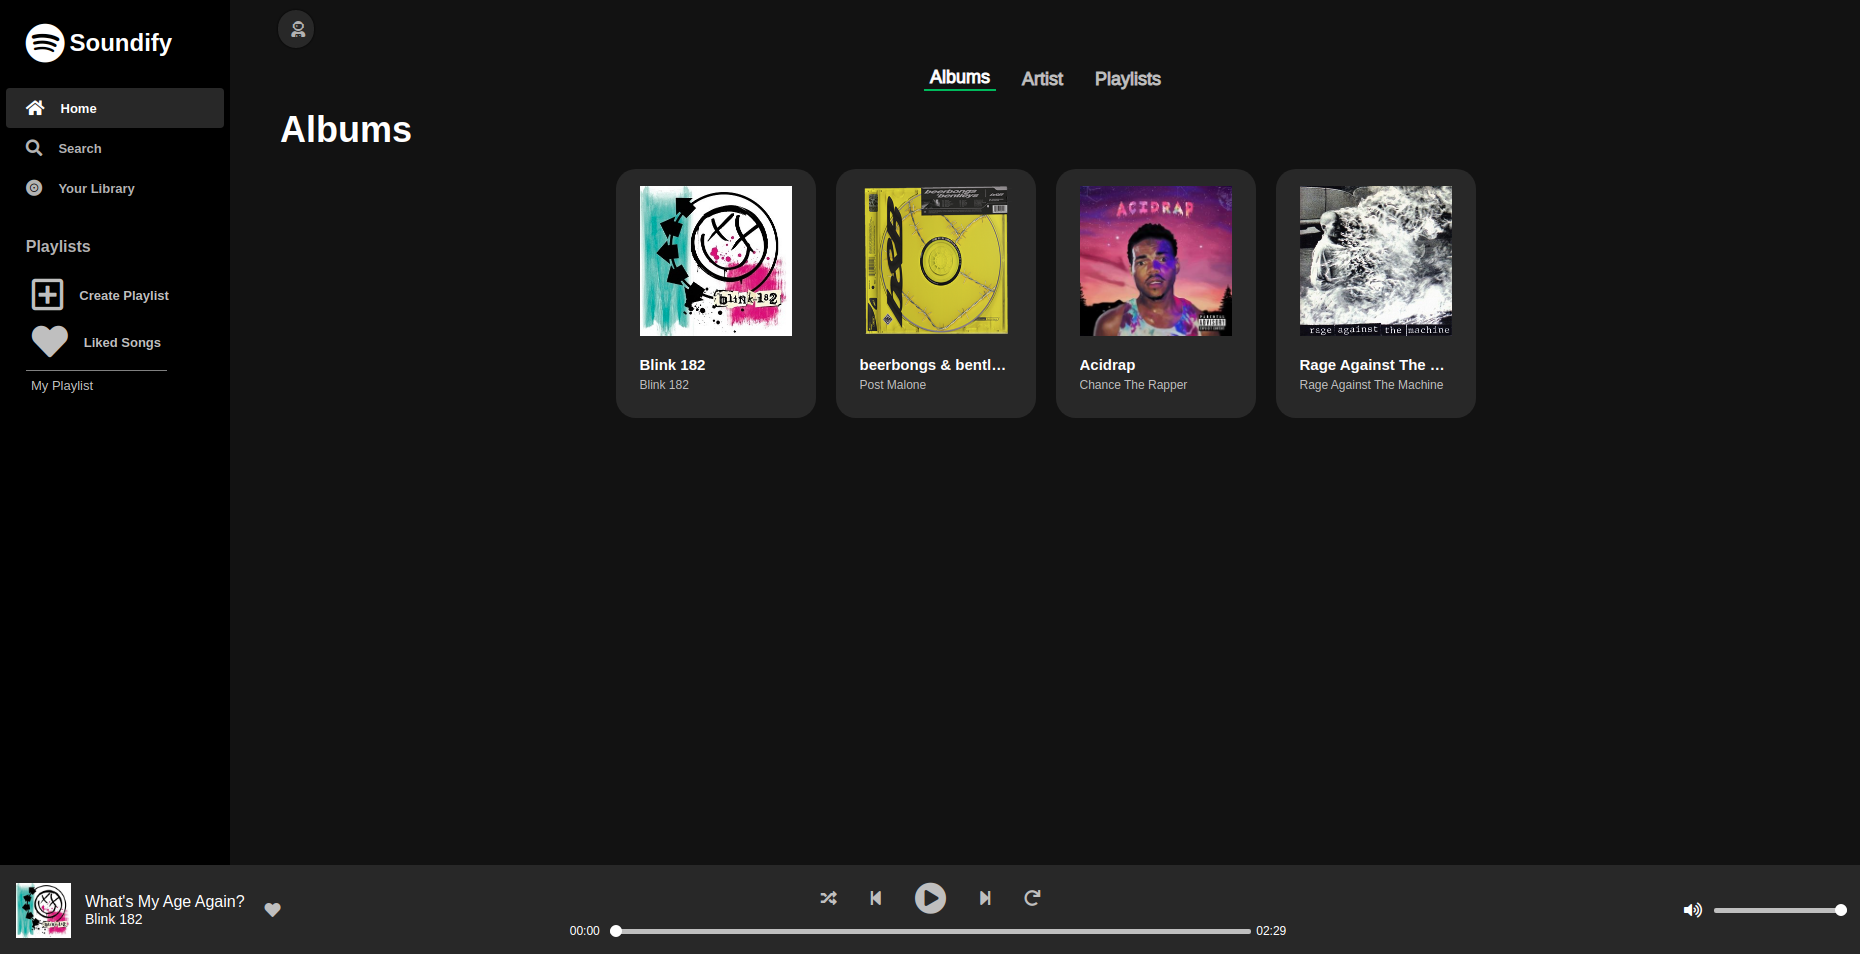 Soundify
Home
Search
Your Library
Playlists
Create Playlist
Liked Songs
My Playlist
Albums
Artist
Playlists
Albums
blink-182
beerbongs
bentleys
ACIDRAP
PARENTAL
ADVISORY
rage against the machine
Blink 182
Blink 182
beerbongs & bentl...
Post Malone
Acidrap
Chance The Rapper
Rage Against The ...
Rage Against The Machine
What's My Age Again?
Blink 182
00:00
02:29